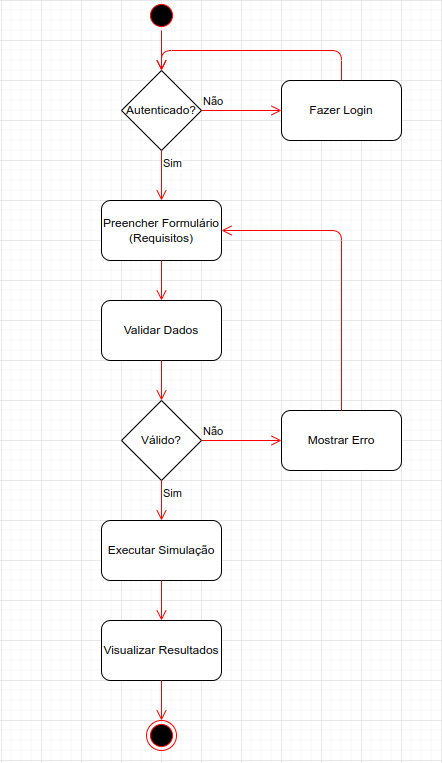 Autenticado?
Não
Fazer Login
Sim
Preencher Formulário
(Requisitos)
Validar Dados
Válido?
Não
Mostrar Erro
Sim
Executar Simulação
Visualizar Resultados